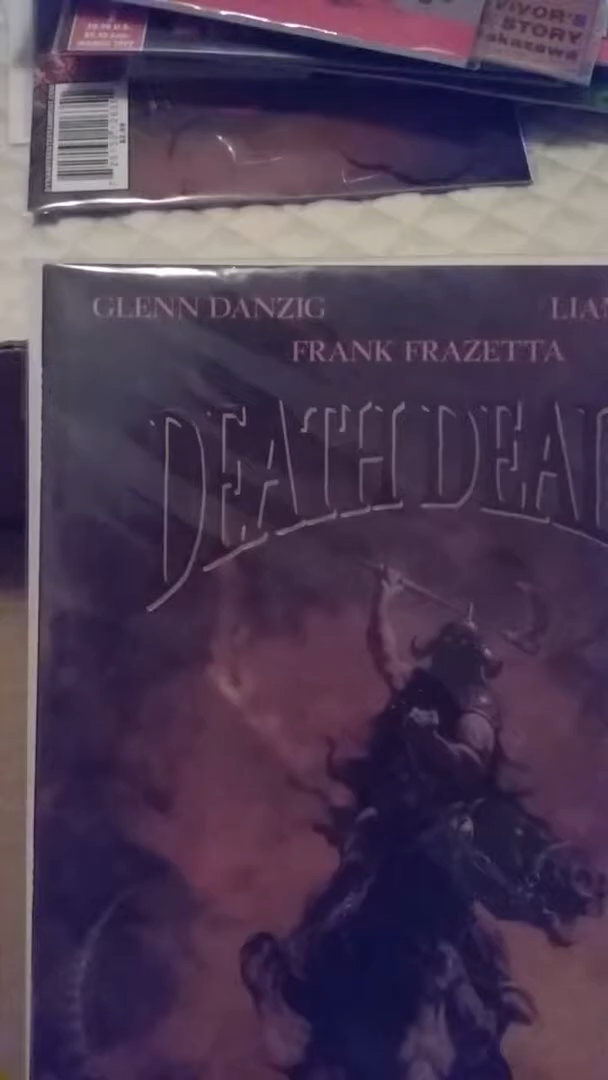 VIVOR'S
STORY
akazawa
GLENN DANZIG LIA
FRANK FRAZETTA
DEATH DEA